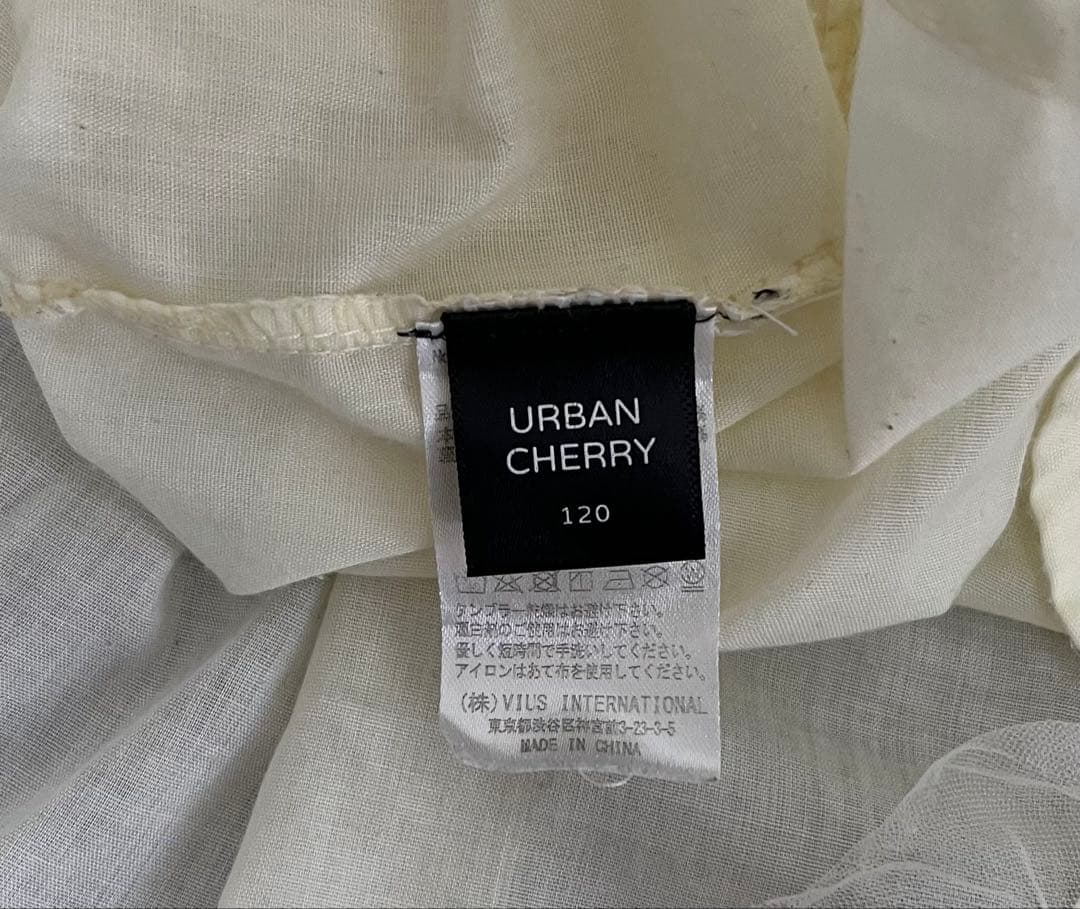 URBAN
CHERRY
120
タンブラー乾燥はお避け下さい。
漂白剤のご使用はお避け下さい。
優しく短時間で手洗いしてください。
アイロンはあて布を使用してください。
(株)VIUS INTERNATIONAL
東京都渋谷区神宮前3-23-3-5
MADE IN CHINA